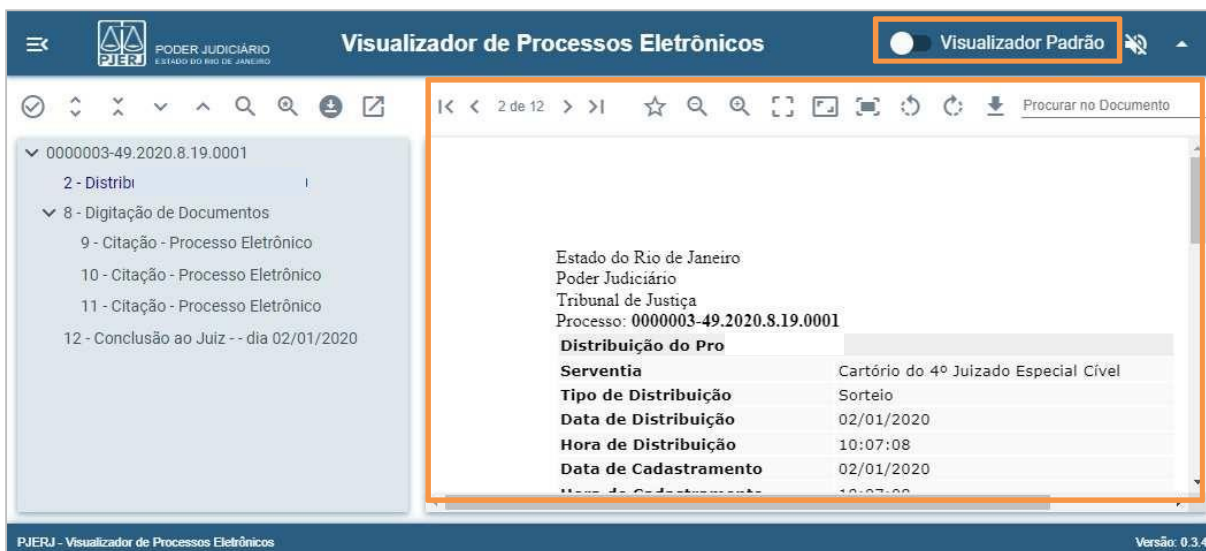 PJERJ
PODER JUDICIÁRIO
ESTADO DO RIO DE JANEIRO
Visualizador de Processos Eletrônicos
Visualizador Padrão
2 de 12
Procurar no Documento
0000003-49.2020.8.19.0001
2 - Distrib
8 - Digitação de Documentos
9 - Citação - Processo Eletrônico
10 - Citação - Processo Eletrônico
11 - Citação - Processo Eletrônico
12 - Conclusão ao Juiz - - dia 02/01/2020
Estado do Rio de Janeiro
Poder Judiciário
Tribunal de Justiça
Processo: 0000003-49.2020.8.19.0001
Distribuição do Pro
Serventia Cartório do 4º Juizado Especial Cível
Tipo de Distribuição Sorteio
Data de Distribuição 02/01/2020
Hora de Distribuição 10:07:08
Data de Cadastramento 02/01/2020
PJERJ - Visualizador de Processos Eletrônicos
Versão: 0.3.4